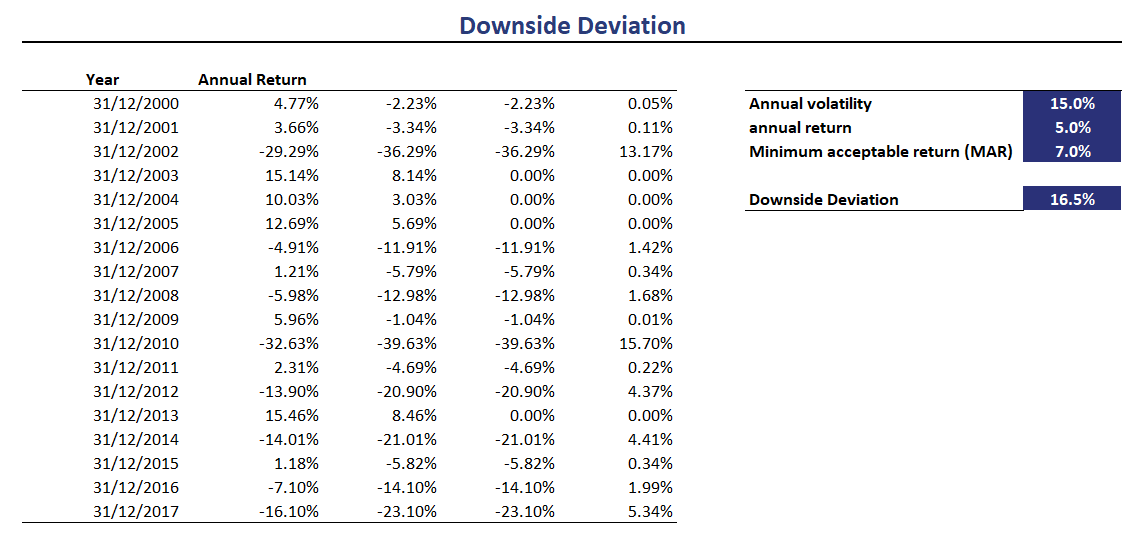 Downside Deviation
Year Annual Return
31/12/2000 4.77% -2.23% -2.23% 0.05% Annual volatility 15.0%
31/12/2001 3.66% -3.34% -3.34% 0.11% annual return 5.0%
31/12/2002 -29.29% -36.29% -36.29% 13.17% Minimum acceptable return (MAR) 7.0%
31/12/2003 15.14% 8.14% 0.00% 0.00%
31/12/2004 10.03% 3.03% 0.00% 0.00% Downside Deviation 16.5%
31/12/2005 12.69% 5.69% 0.00% 0.00%
31/12/2006 -4.91% -11.91% -11.91% 1.42%
31/12/2007 1.21% -5.79% -5.79% 0.34%
31/12/2008 -5.98% -12.98% -12.98% 1.68%
31/12/2009 5.96% -1.04% -1.04% 0.01%
31/12/2010 -32.63% -39.63% -39.63% 15.70%
31/12/2011 2.31% -4.69% -4.69% 0.22%
31/12/2012 -13.90% -20.90% -20.90% 4.37%
31/12/2013 15.46% 8.46% 0.00% 0.00%
31/12/2014 -14.01% -21.01% -21.01% 4.41%
31/12/2015 1.18% -5.82% -5.82% 0.34%
31/12/2016 -7.10% -14.10% -14.10% 1.99%
31/12/2017 -16.10% -23.10% -23.10% 5.34%